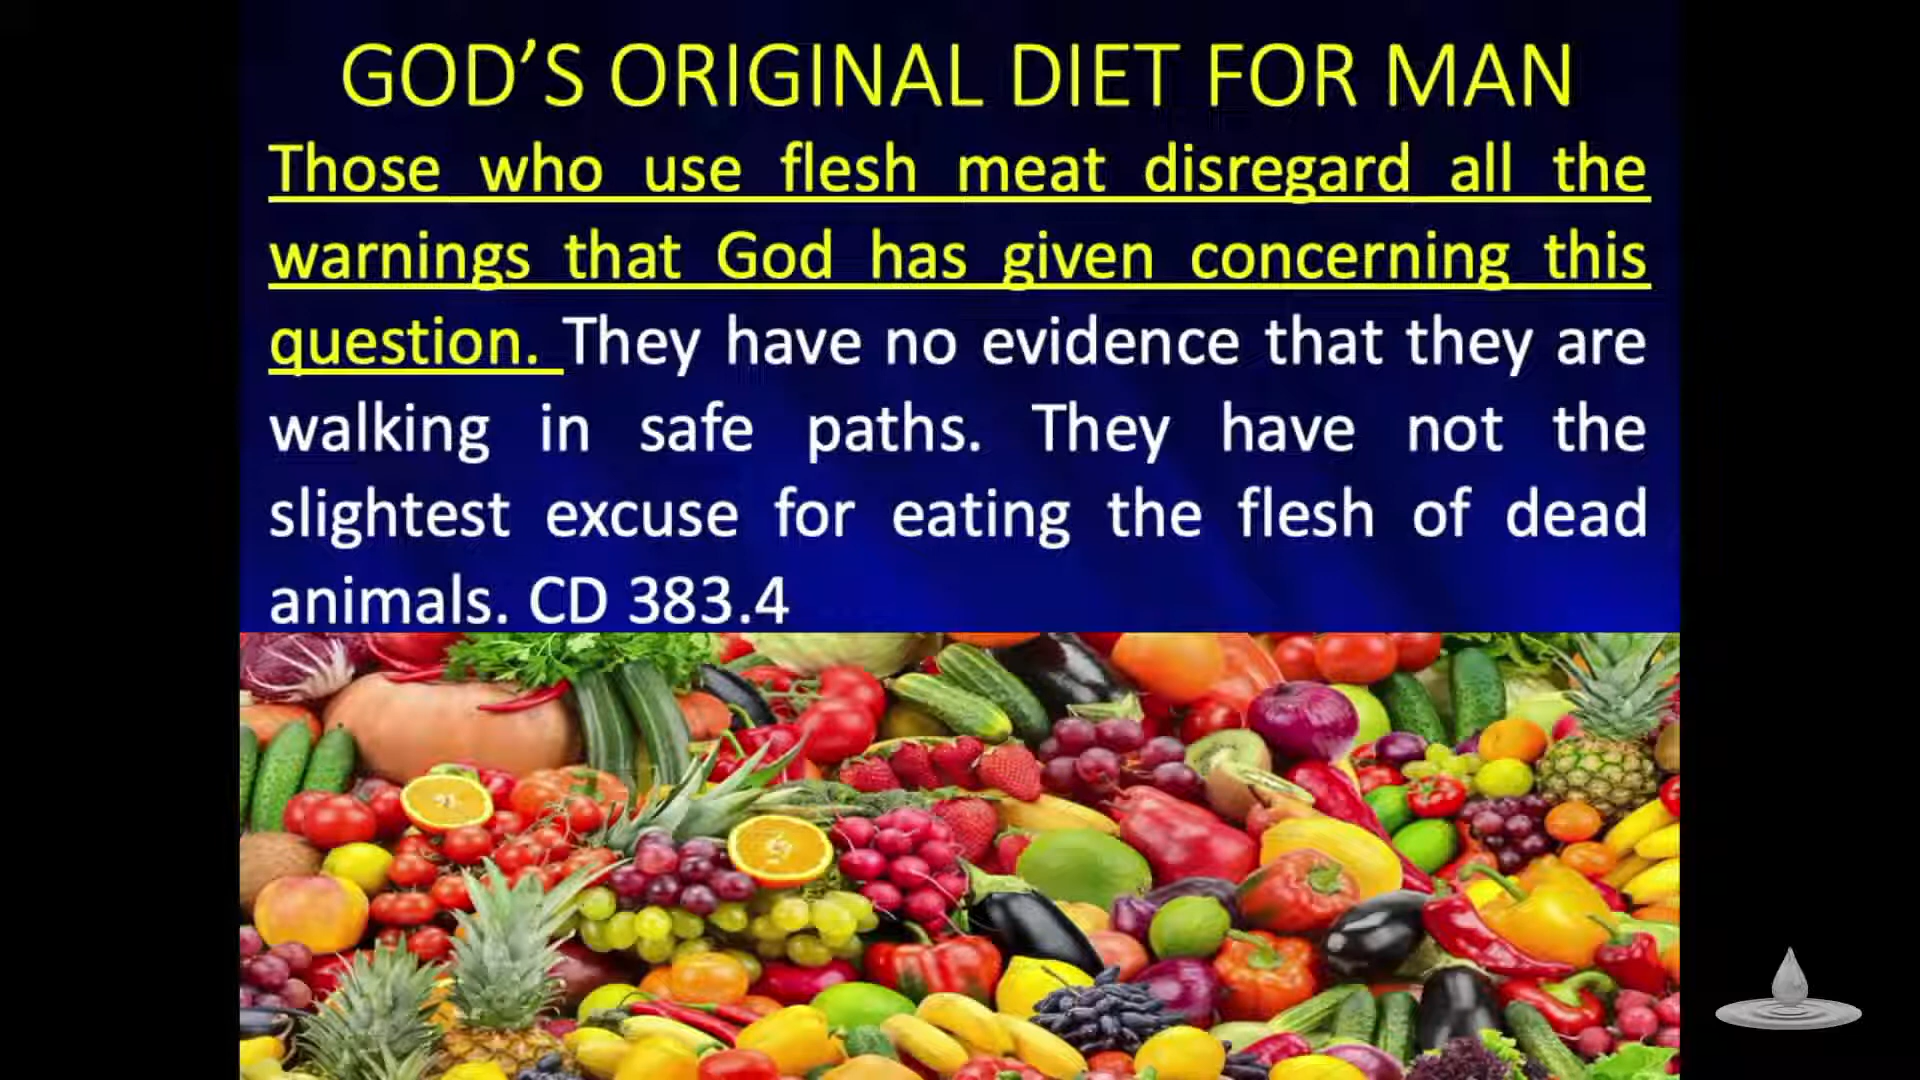 GOD’S ORIGINAL DIET FOR MAN
Those who use flesh meat disregard all the
warnings that God has given concerning this
question. They have no evidence that they are
walking in safe paths. They have not the
slightest excuse for eating the flesh of dead
animals. CD 383.4